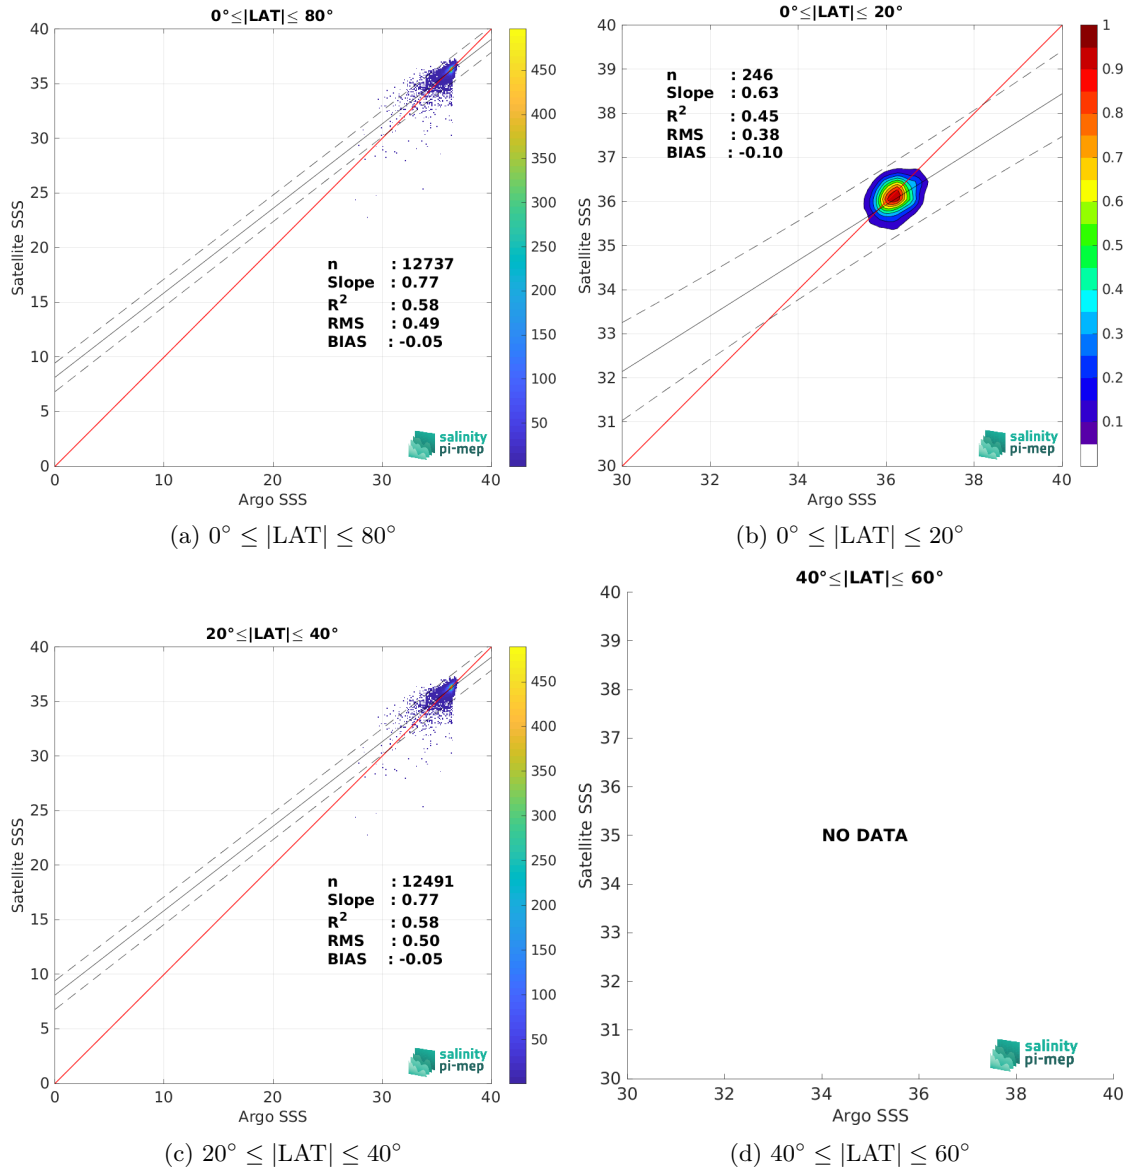 0°≤|LAT|≤ 80°
40
35
30
25
20
15
10
5
0
0
10
20
30
40
Satellite SSS
Argo SSS
n : 12737
Slope : 0.77
R² : 0.58
RMS : 0.49
BIAS : -0.05
450
400
350
300
250
200
150
100
50
salinity
pi-mep
(a) 0° ≤ |LAT| ≤ 80°
0°≤|LAT|≤ 20°
40
39
38
37
36
35
34
33
32
31
30
30
32
34
36
38
40
Satellite SSS
Argo SSS
n : 246
Slope : 0.63
R² : 0.45
RMS : 0.38
BIAS : -0.10
1
0.9
0.8
0.7
0.6
0.5
0.4
0.3
0.2
0.1
salinity
pi-mep
(b) 0° ≤ |LAT| ≤ 20°
20°≤|LAT|≤ 40°
40
35
30
25
20
15
10
5
0
0
10
20
30
40
Satellite SSS
Argo SSS
n : 12491
Slope : 0.77
R² : 0.58
RMS : 0.50
BIAS : -0.05
450
400
350
300
250
200
150
100
50
salinity
pi-mep
(c) 20° ≤ |LAT| ≤ 40°
40°≤|LAT|≤ 60°
40
39
38
37
36
35
34
33
32
31
30
30
32
34
36
38
40
Satellite SSS
Argo SSS
NO DATA
salinity
pi-mep
(d) 40° ≤ |LAT| ≤ 60°